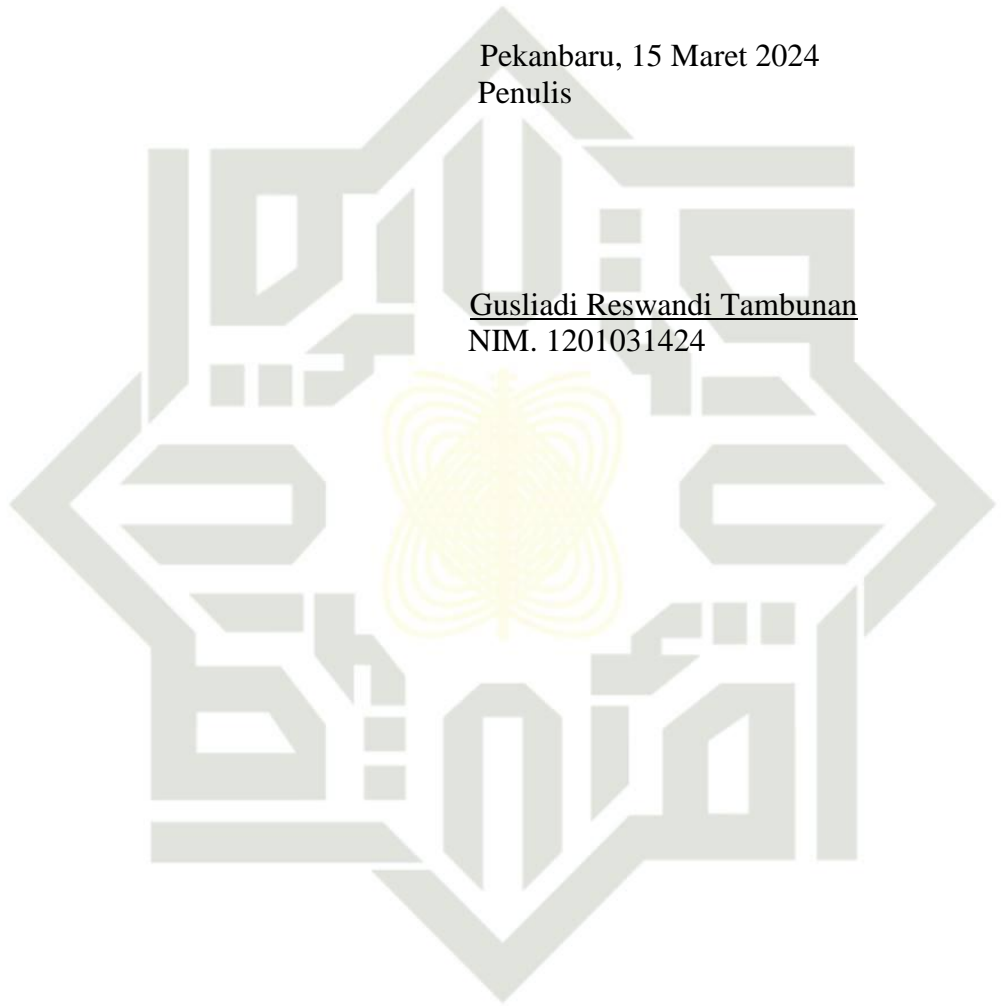 Pekanbaru, 15 Maret 2024
Penulis
Gusliadi Reswandi Tambunan
NIM. 1201031424